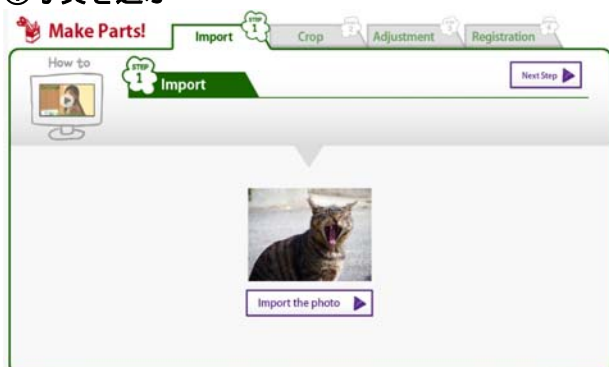 Make Parts!
Import
STEP
1
Crop
Adjustment
Registration
How to
STEP
1
Import
Next Step
Import the photo